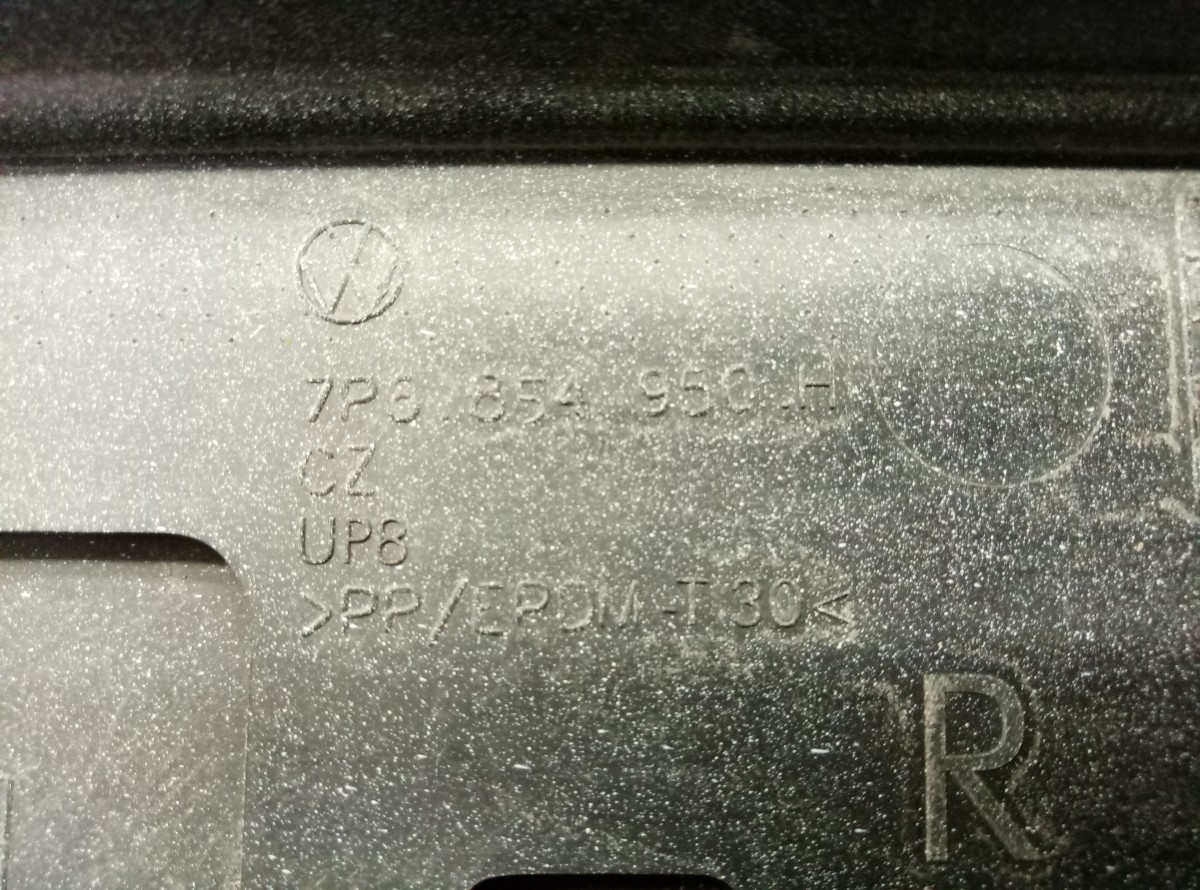 7P6.854.950.H
CZ
UP8
>PP/EPDM-T30<
R